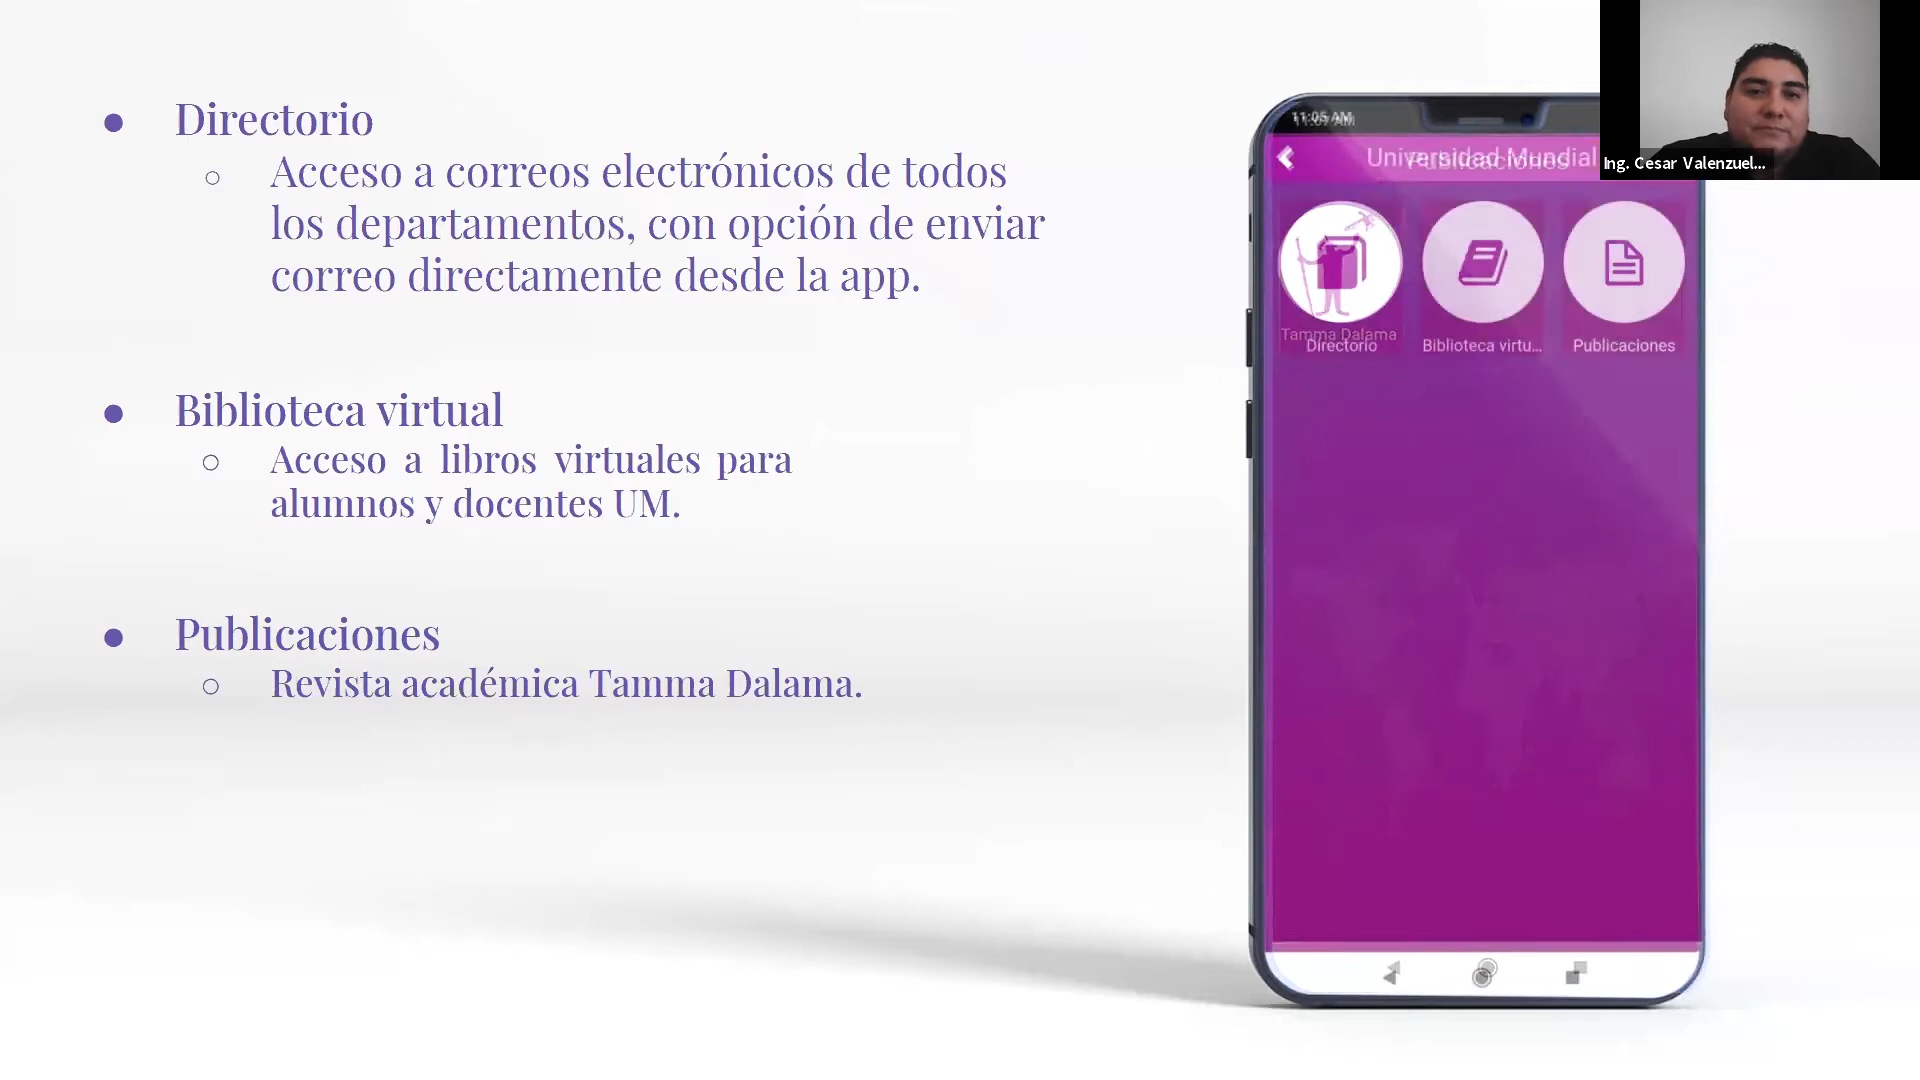 Directorio
Acceso a correos electrónicos de todos
los departamentos, con opción de enviar
correo directamente desde la app.
Biblioteca virtual
Acceso a libros virtuales para
alumnos y docentes UM.
Publicaciones
Revista académica Tamma Dalama.
11:05 AM
Universidad Mundial
Publicaciones
Tamma Dalama
Directorio
Biblioteca virtu...
Publicaciones
Ing. Cesar Valenzuel...